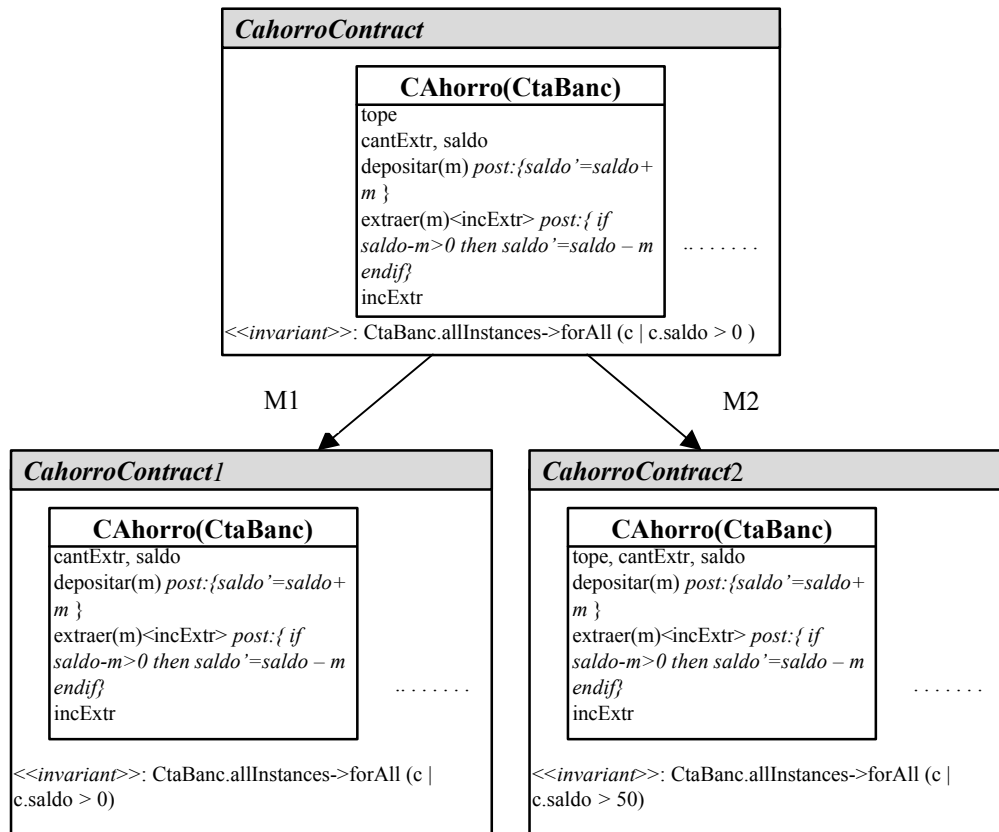 CahorroContract
CAhorro(CtaBanc)
tope
cantExtr, saldo
depositar(m) post:{saldo’=saldo+
m }
extraer(m)<incExtr> post:{ if
saldo-m>0 then saldo’=saldo – m
endif}
incExtr
.. . . . . . .
<<invariant>>: CtaBanc.allInstances->forAll (c | c.saldo > 0 )
M1
M2
CahorroContract1
CAhorro(CtaBanc)
cantExtr, saldo
depositar(m) post:{saldo’=saldo+
m }
extraer(m)<incExtr> post:{ if
saldo-m>0 then saldo’=saldo – m
endif}
incExtr
.. . . . . . .
<<invariant>>: CtaBanc.allInstances->forAll (c |
c.saldo > 0)
CahorroContract2
CAhorro(CtaBanc)
tope, cantExtr, saldo
depositar(m) post:{saldo’=saldo+
m }
extraer(m)<incExtr> post:{ if
saldo-m>0 then saldo’=saldo – m
endif}
incExtr
. . . . . . .
<<invariant>>: CtaBanc.allInstances->forAll (c |
c.saldo > 50)